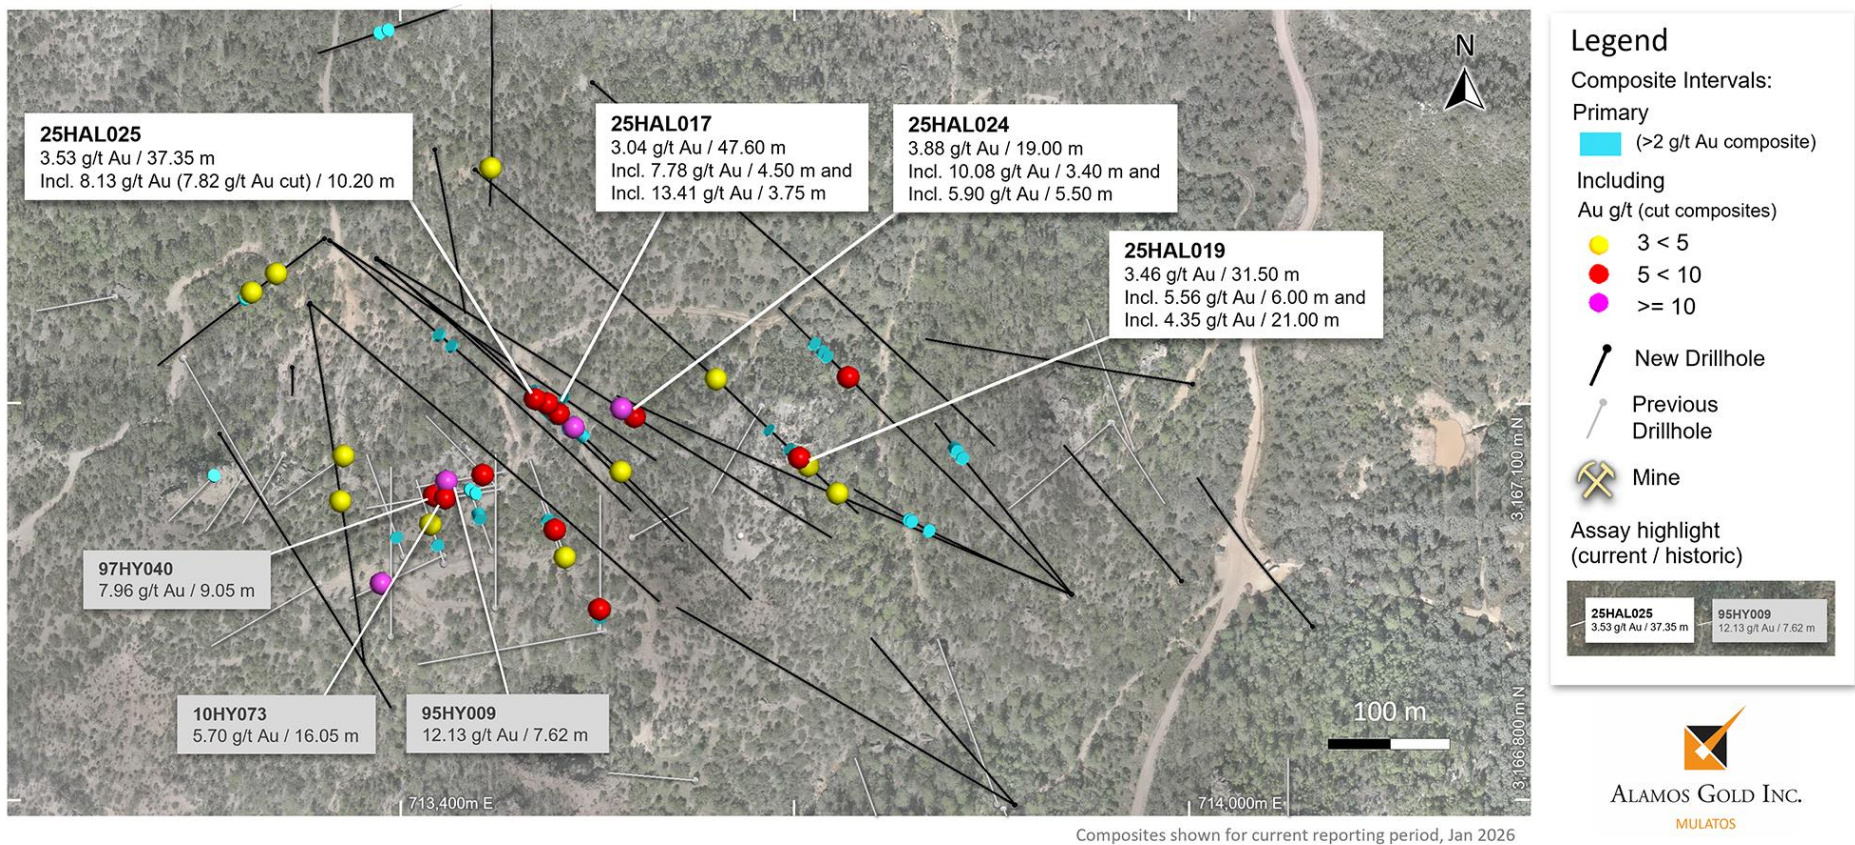 25HAL025
3.53 g/t Au / 37.35 m
Incl. 8.13 g/t Au (7.82 g/t Au cut) / 10.20 m
25HAL017
3.04 g/t Au / 47.60 m
Incl. 7.78 g/t Au / 4.50 m and
Incl. 13.41 g/t Au / 3.75 m
25HAL024
3.88 g/t Au / 19.00 m
Incl. 10.08 g/t Au / 3.40 m and
Incl. 5.90 g/t Au / 5.50 m
25HAL019
3.46 g/t Au / 31.50 m
Incl. 5.56 g/t Au / 6.00 m and
Incl. 4.35 g/t Au / 21.00 m
N
97HY040
7.96 g/t Au / 9.05 m
10HY073
5.70 g/t Au / 16.05 m
95HY009
12.13 g/t Au / 7.62 m
3,167,100 m N
3,166,800 m N
100 m
713,400m E
714,000m E
Composites shown for current reporting period, Jan 2026
Legend
Composite Intervals:
Primary
(>2 g/t Au composite)
Including
Au g/t (cut composites)
3 < 5
5 < 10
>= 10
New Drillhole
Previous
Drillhole
Mine
Assay highlight
(current / historic)
25HAL025
3.53 g/t Au / 37.35 m
95HY009
12.13 g/t Au / 7.62 m
ALAMOS GOLD INC.
MULATOS